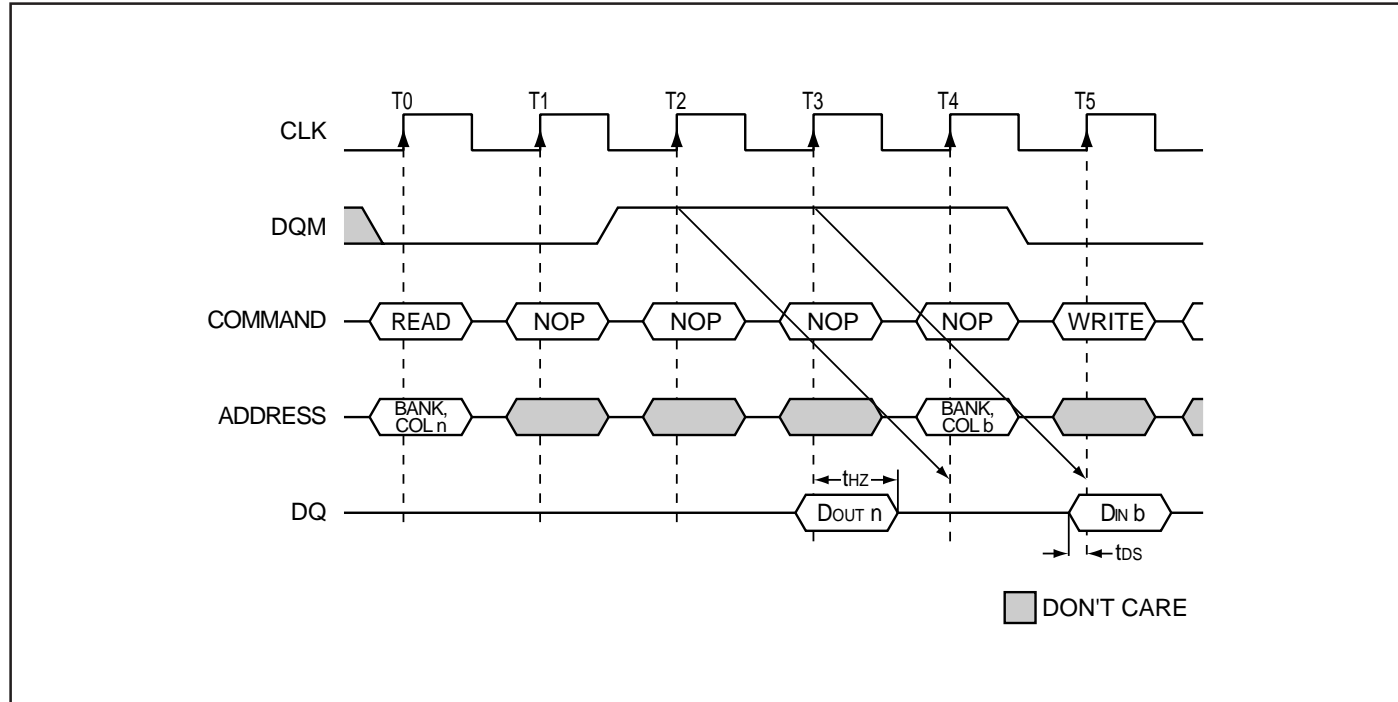 T0 T1 T2 T3 T4 T5
CLK
DQM
COMMAND READ NOP NOP NOP NOP WRITE
ADDRESS BANK, COL n BANK, COL b
tHZ
DQ DOUT n DIN b
tDS
DON'T CARE